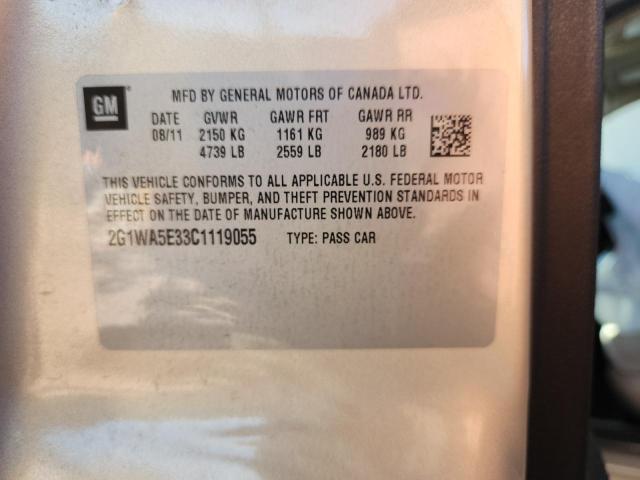 GM
MFD BY GENERAL MOTORS OF CANADA LTD.
DATE GVWR GAWR FRT GAWR RR
08/11 2150 KG 1161 KG 989 KG
4739 LB 2559 LB 2180 LB
THIS VEHICLE CONFORMS TO ALL APPLICABLE U.S. FEDERAL MOTOR
VEHICLE SAFETY, BUMPER, AND THEFT PREVENTION STANDARDS IN
EFFECT ON THE DATE OF MANUFACTURE SHOWN ABOVE.
2G1WA5E33C1119055 TYPE: PASS CAR